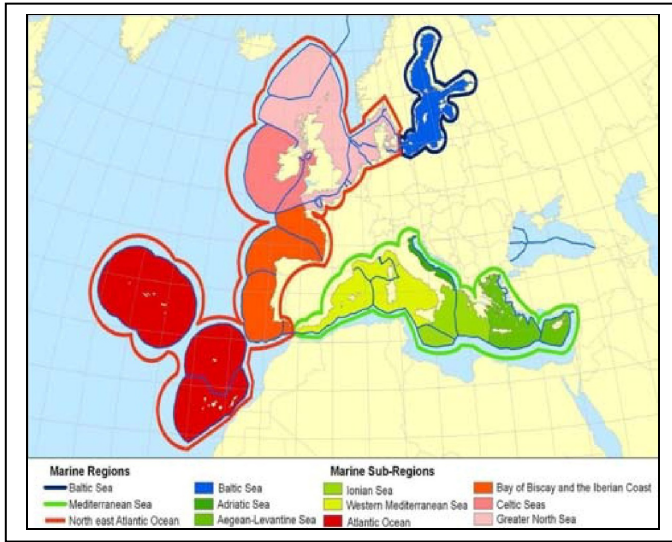 Marine Regions
Baltic Sea
Mediterranean Sea
North east Atlantic Ocean
Baltic Sea
Adriatic Sea
Aegean-Levantine Sea
Marine Sub-Regions
Ionian Sea
Western Mediterranean Sea
Atlantic Ocean
Bay of Biscay and the Iberian Coast
Celtic Seas
Greater North Sea